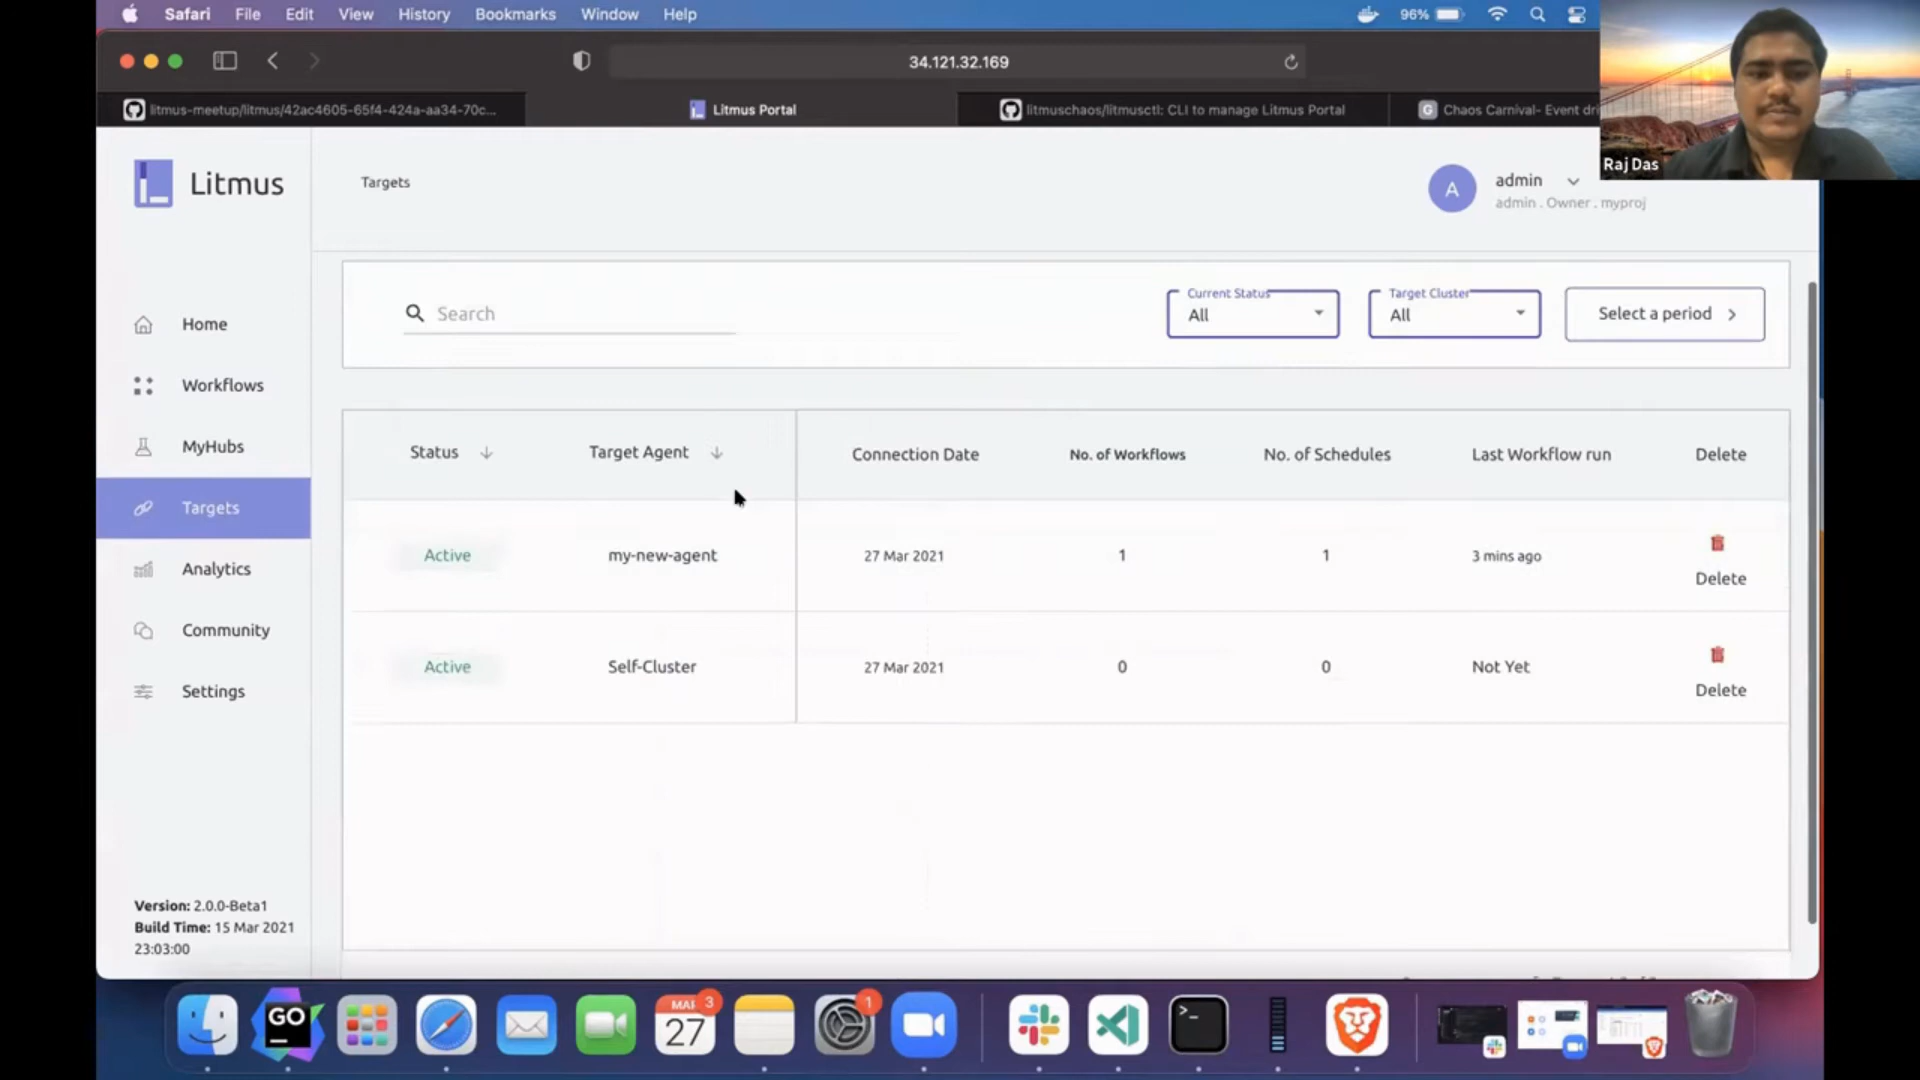 Safari File Edit View History Bookmarks Window Help 96%
34.121.32.169
litmus-meetup/litmus/42ac4605-65f4-424a-aa34-70c... Litmus Portal litmuschaos/litmusctl: CLI to manage Litmus Portal G Chaos Carnival- Event dri
Raj Das
Litmus
Targets
A
admin
admin . Owner . myproj
Home
Workflows
MyHubs
Targets
Analytics
Community
Settings
Search
Current Status
All
Target Cluster
All
Select a period
Status Target Agent Connection Date No. of Workflows No. of Schedules Last Workflow run Delete
Active my-new-agent 27 Mar 2021 1 1 3 mins ago Delete
Active Self-Cluster 27 Mar 2021 0 0 Not Yet Delete
Version: 2.0.0-Beta1
Build Time: 15 Mar 2021
23:03:00
GO
MAR 3
27
1
>_